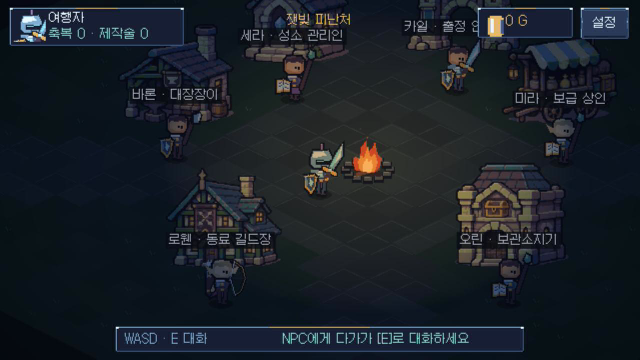 여행자
축복 0 · 제작술 0
잿빛 피난처
0 G
설정
세라 · 성소 관리인
카일 · 출정
바론 · 대장장이
미라 · 보급 상인
로웬 · 동료 길드장
오린 · 보관소지기
WASD · E 대화
NPC에게 다가가 [E]로 대화하세요